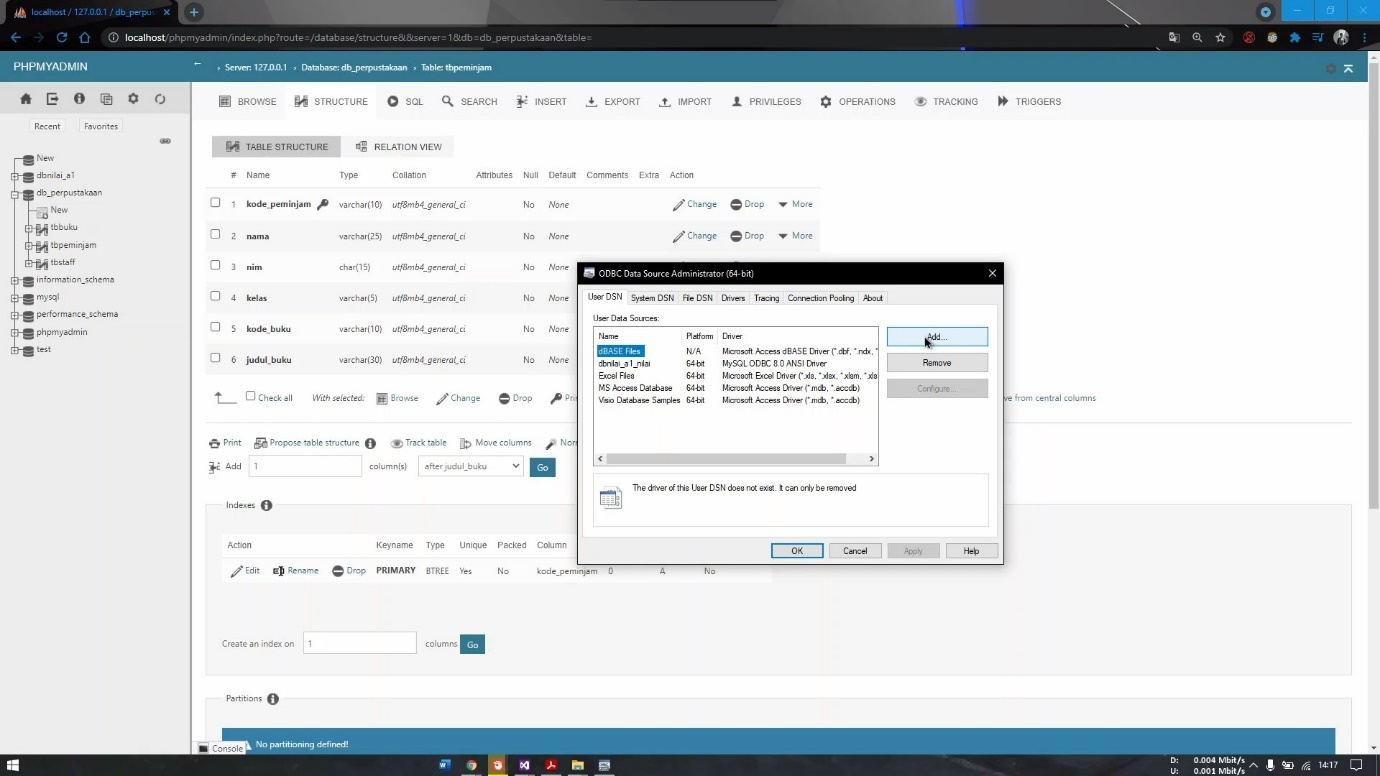 localhost / 127.0.0.1 / db_perpus
localhost/phpmyadmin/index.php?route=/database/structure&server=1&db=db_perpustakaan&table=
PHPMYADMIN
Server: 127.0.0.1 › Database: db_perpustakaan › Table: tbpeminjam
BROWSE STRUCTURE SQL SEARCH INSERT EXPORT IMPORT PRIVILEGES OPERATIONS TRACKING TRIGGERS
Recent Favorites
New
dbnilai_a1
db_perpustakaan
New
tbbuku
tbpeminjam
tbstaff
information_schema
mysql
performance_schema
phpmyadmin
test
TABLE STRUCTURE RELATION VIEW
# Name Type Collation Attributes Null Default Comments Extra Action
1 kode_peminjam varchar(10) utf8mb4_general_ci No None Change Drop More
2 nama varchar(25) utf8mb4_general_ci No None Change Drop More
3 nim char(15) utf8mb4_general_ci No None
4 kelas varchar(5) utf8mb4_general_ci No None
5 kode_buku varchar(10) utf8mb4_general_ci No None
6 judul_buku varchar(30) utf8mb4_general_ci No None
Check all With selected: Browse Change Drop Pri
ve from central columns
Print Propose table structure Track table Move columns Nor
Add 1 column(s) after judul_buku Go
Indexes
Action Keyname Type Unique Packed Column
Edit Rename Drop PRIMARY BTREE Yes No kode_peminjam 0 A No
Create an index on 1 columns Go
Partitions
No partitioning defined!
Console
ODBC Data Source Administrator (64-bit)
User DSN System DSN File DSN Drivers Tracing Connection Pooling About
User Data Sources:
Name Platform Driver
dBASE Files N/A Microsoft Access dBASE Driver (*.dbf, *.ndx, *
dbnilai_a1_nilai 64-bit MySQL ODBC 8.0 ANSI Driver
Excel Files 64-bit Microsoft Excel Driver (*.xls, *.xlsx, *.xlsm, *.xls
MS Access Database 64-bit Microsoft Access Driver (*.mdb, *.accdb)
Visio Database Samples 64-bit Microsoft Access Driver (*.mdb, *.accdb)
Add...
Remove
Configure...
The driver of this User DSN does not exist. It can only be removed
OK Cancel Apply Help
D: 0.004 Mbit/s
U: 0.001 Mbit/s
14:17